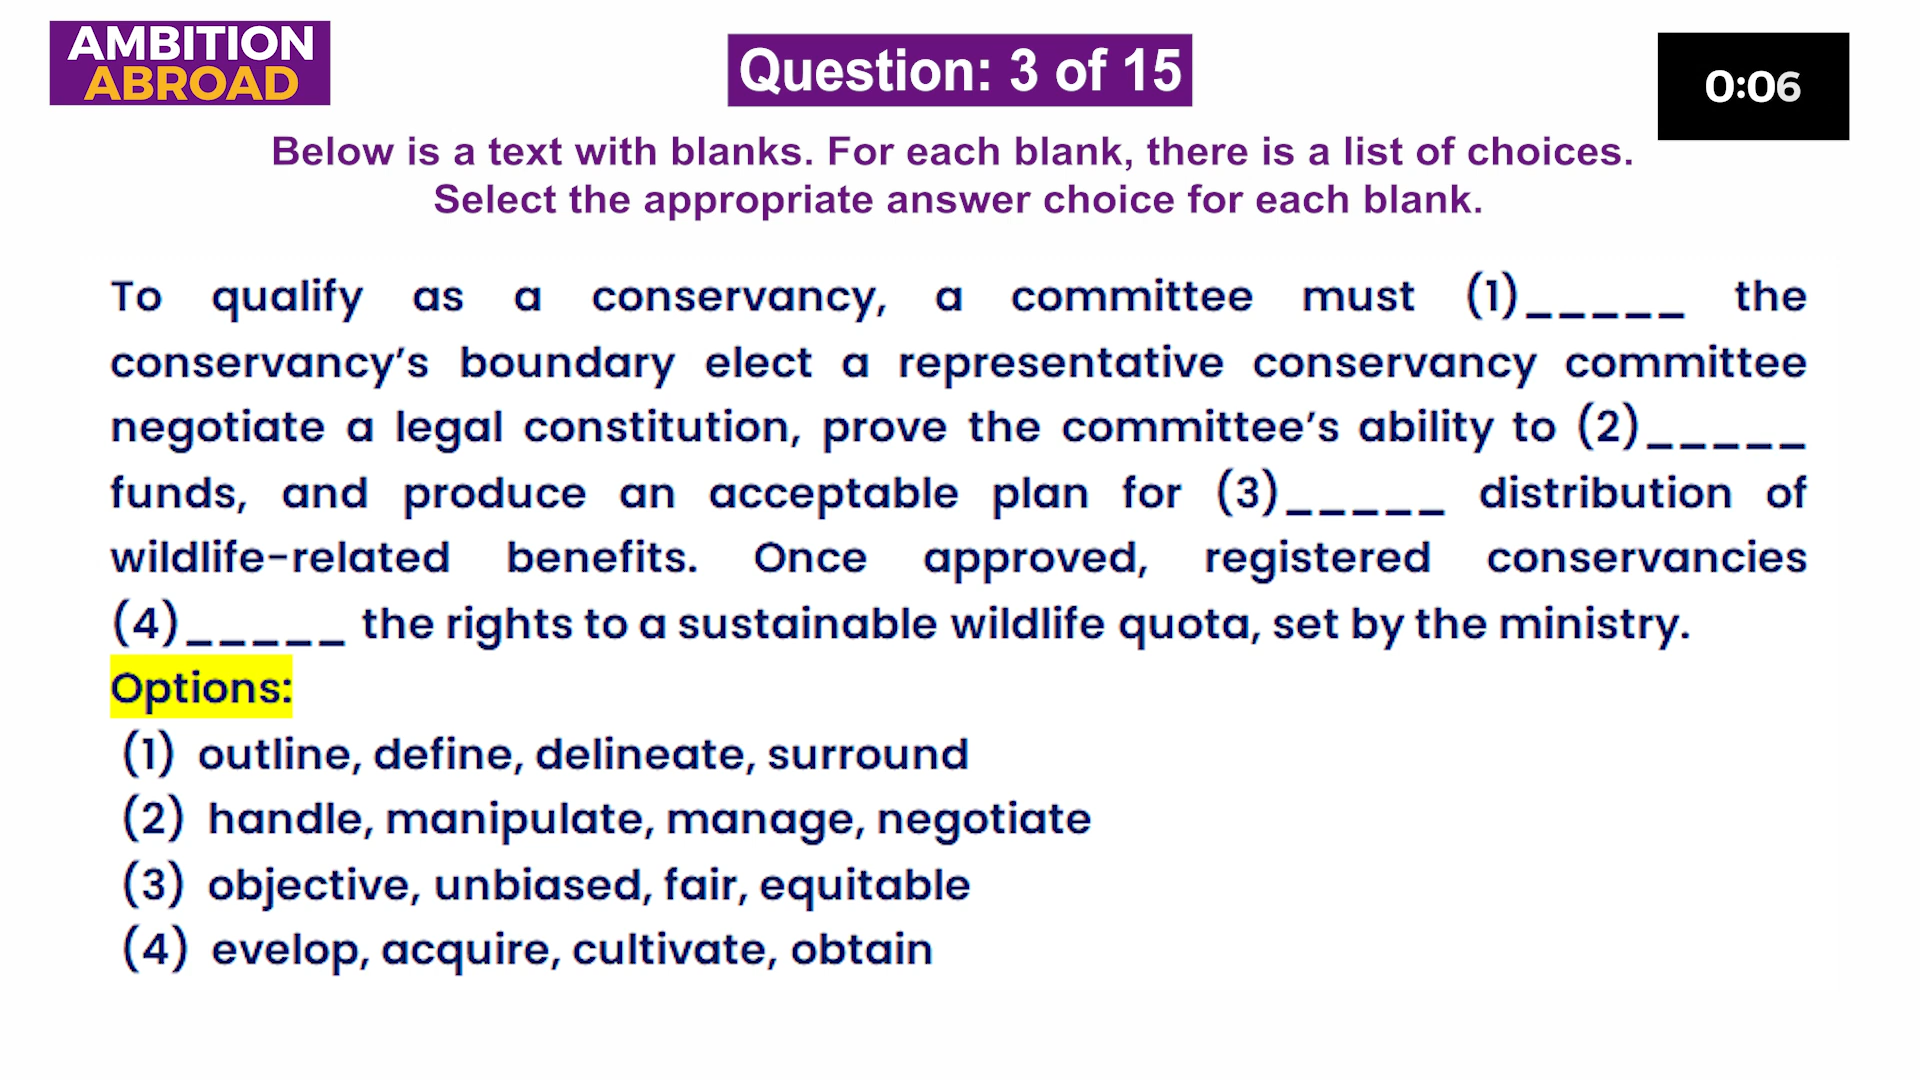 AMBITION
ABROAD
Question: 3 of 15
0:06
Below is a text with blanks. For each blank, there is a list of choices.
Select the appropriate answer choice for each blank.
To qualify as a conservancy, a committee must (1)_____ the
conservancy's boundary elect a representative conservancy committee
negotiate a legal constitution, prove the committee's ability to (2)_____
funds, and produce an acceptable plan for (3)_____ distribution of
wildlife-related benefits. Once approved, registered conservancies
(4)_____ the rights to a sustainable wildlife quota, set by the ministry.
Options:
(1) outline, define, delineate, surround
(2) handle, manipulate, manage, negotiate
(3) objective, unbiased, fair, equitable
(4) evelop, acquire, cultivate, obtain